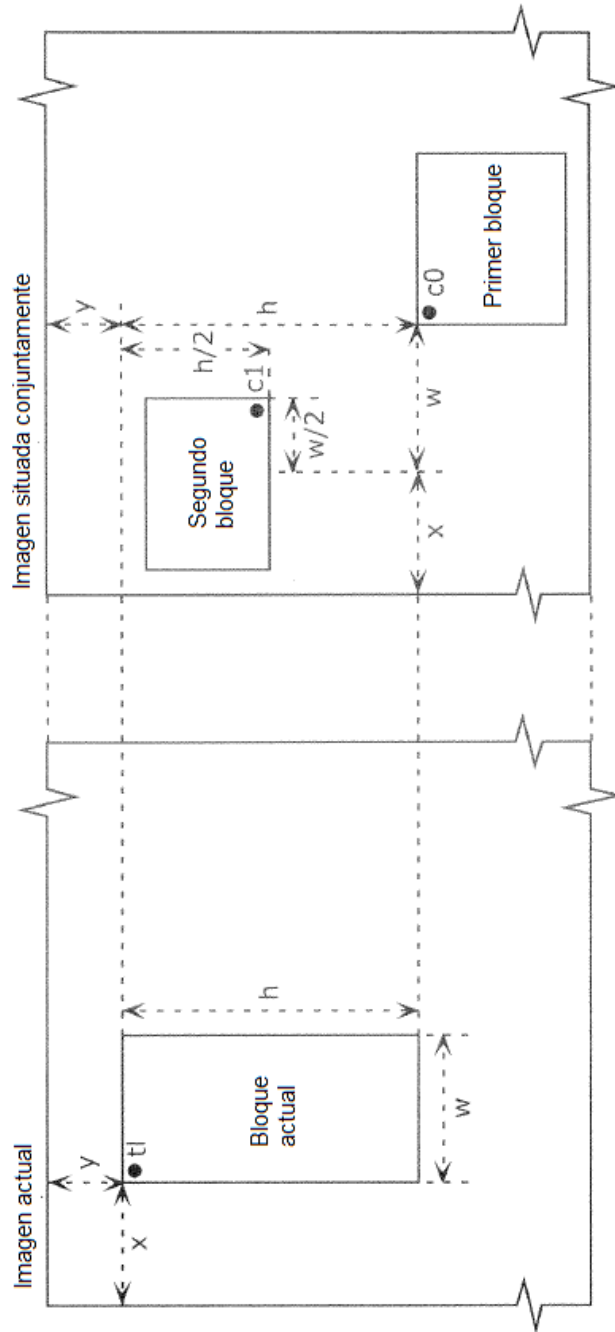 Imagen actual
y
x
tl
Bloque
actual
h
w
Imagen situada conjuntamente
y
h/2
h
Segundo
bloque
c1
w/2
x
w
c0
Primer bloque